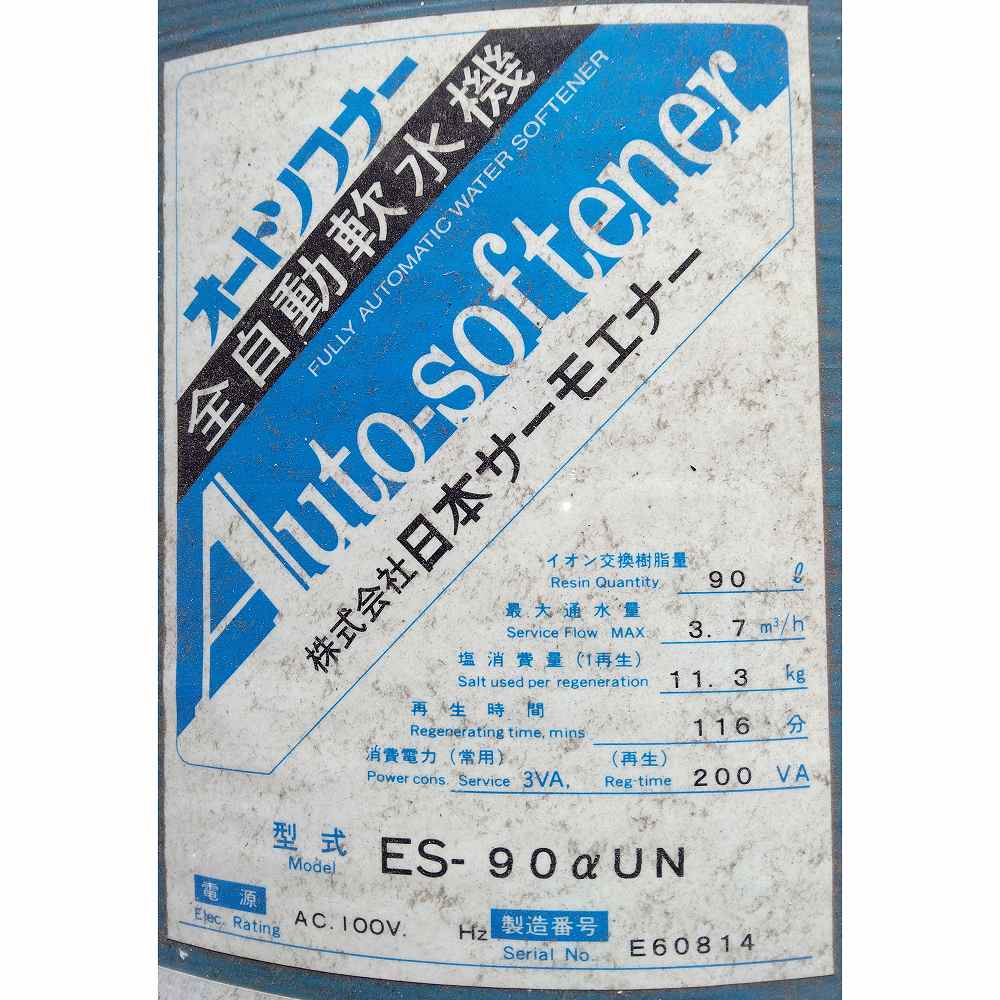 オートソフナー
全自動軟水機
FULLY AUTOMATIC WATER SOFTENER
Auto-softener
株式会社日本サーモエナー
イオン交換樹脂量
Resin Quantity 90 ℓ
最大通水量
Service Flow MAX. 3.7 m³/h
塩消費量(1再生)
Salt used per regeneration 11.3 kg
再生時間
Regenerating time, mins 116 分
消費電力(常用) (再生)
Power cons. Service 3VA, Reg-time 200 VA
型式
Model ES-90αUN
電源 製造番号
Elec. Rating AC.100V. Hz Serial No. E60814